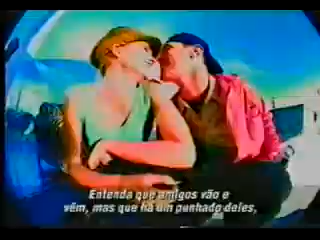 Entenda que amigos vão e
vêm, mas que há um punhado deles,